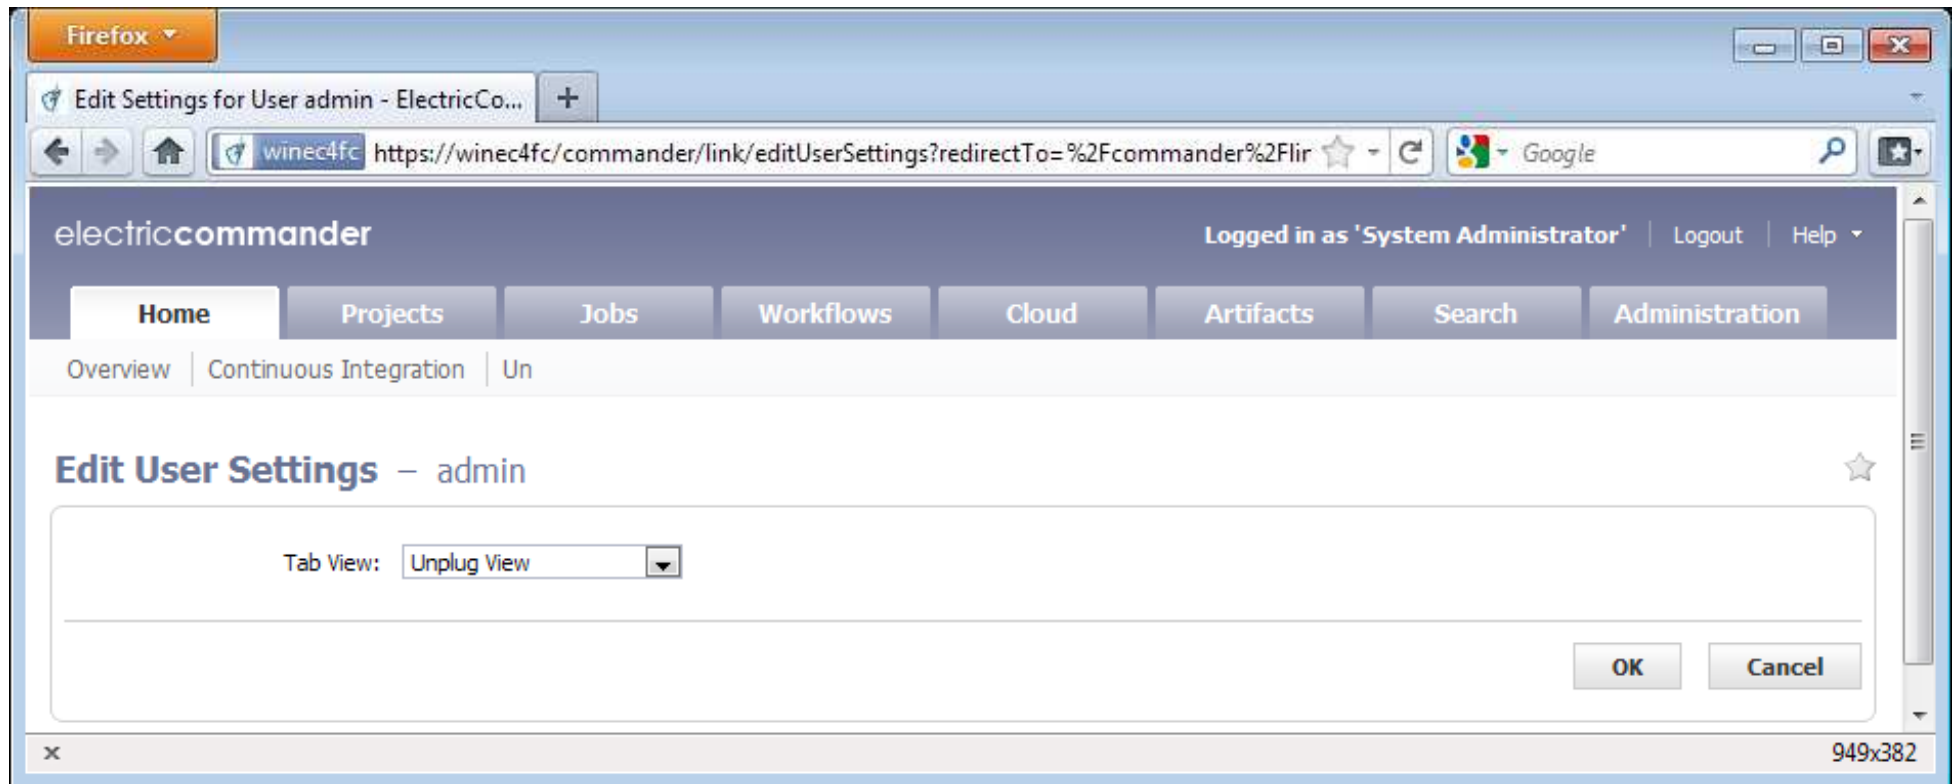 Firefox
Edit Settings for User admin - ElectricCo...
winec4fc https://winec4fc/commander/link/editUserSettings?redirectTo=%2Fcommander%2Flir Google
electriccommander Logged in as 'System Administrator' Logout Help
Home Projects Jobs Workflows Cloud Artifacts Search Administration
Overview Continuous Integration Un
Edit User Settings – admin
Tab View: Unplug View
OK Cancel
949x382